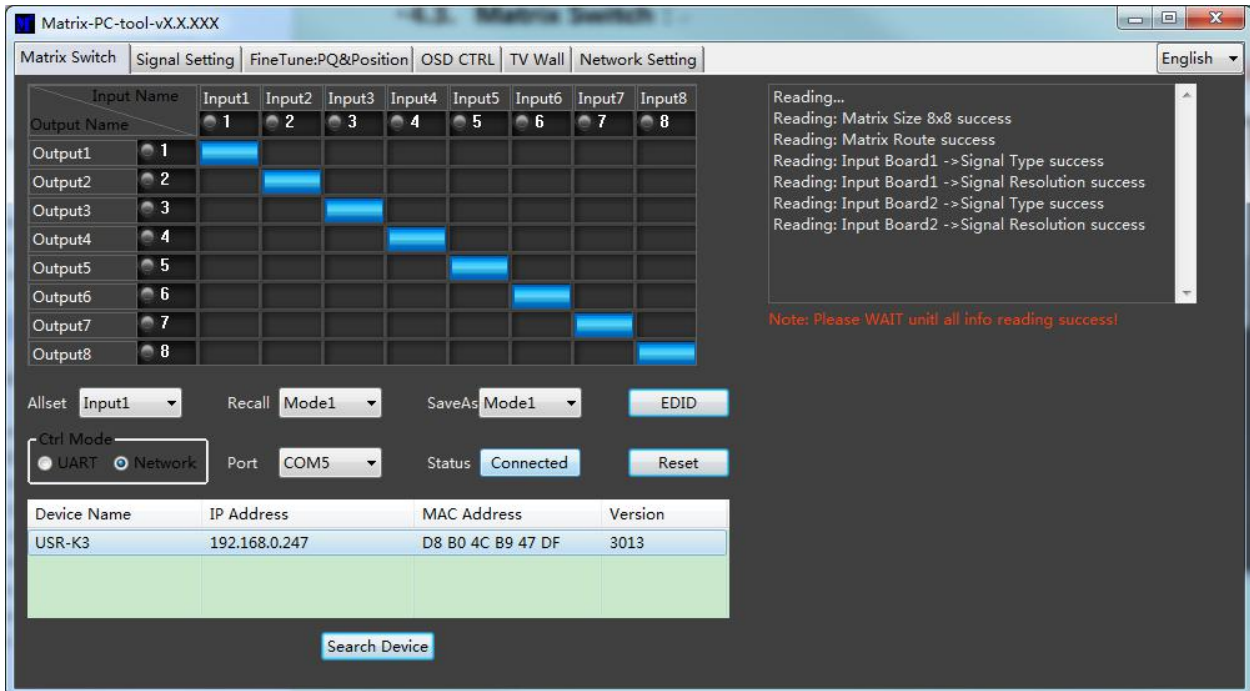 -4.3. Matrix Switch : -
Matrix-PC-tool-vX.X.XXX
Matrix Switch Signal Setting FineTune:PQ&Position OSD CTRL TV Wall Network Setting English
Input Name Input1 Input2 Input3 Input4 Input5 Input6 Input7 Input8
Output Name 1 2 3 4 5 6 7 8
Output1 1
Output2 2
Output3 3
Output4 4
Output5 5
Output6 6
Output7 7
Output8 8
Reading...
Reading: Matrix Size 8x8 success
Reading: Matrix Route success
Reading: Input Board1 ->Signal Type success
Reading: Input Board1 ->Signal Resolution success
Reading: Input Board2 ->Signal Type success
Reading: Input Board2 ->Signal Resolution success
Note: Please WAIT unitl all info reading success!
Allset Input1 Recall Mode1 SaveAs Mode1 EDID
Ctrl Mode
UART Network Port COM5 Status Connected Reset
Device Name IP Address MAC Address Version
USR-K3 192.168.0.247 D8 B0 4C B9 47 DF 3013
Search Device